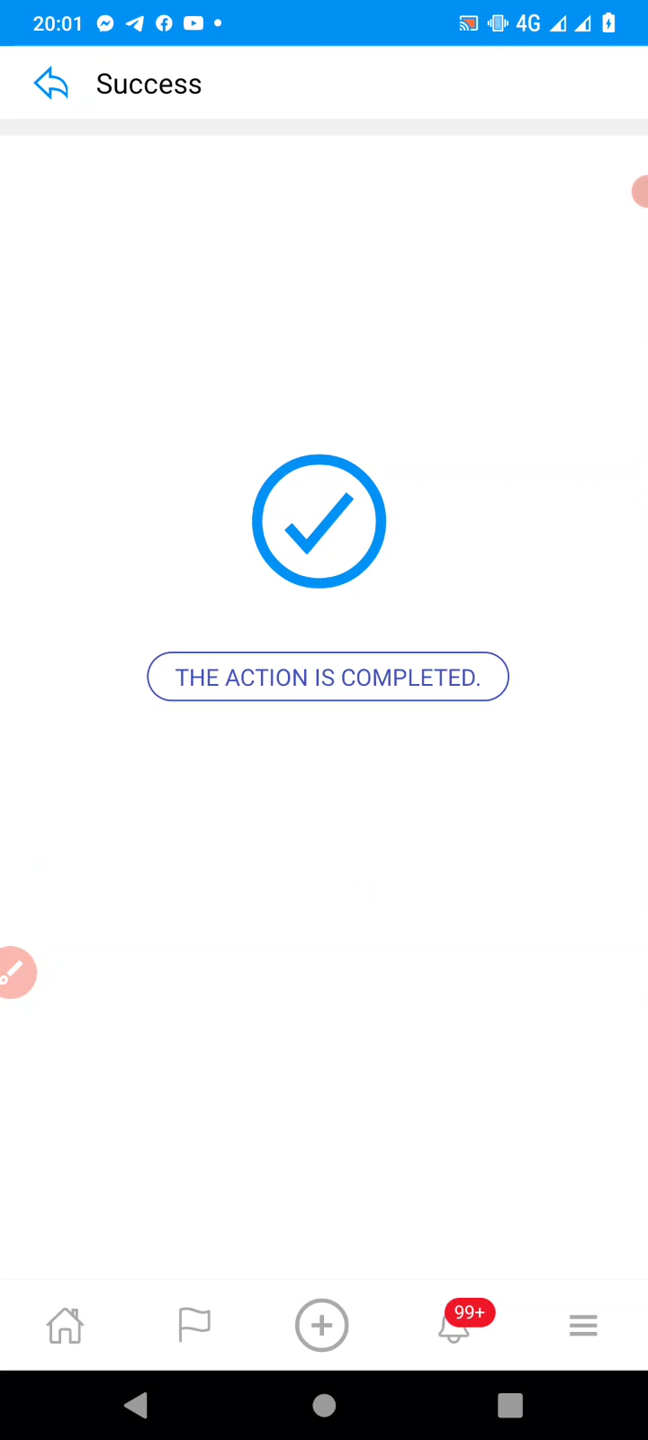 20:01 4G
Success
THE ACTION IS COMPLETED.
99+